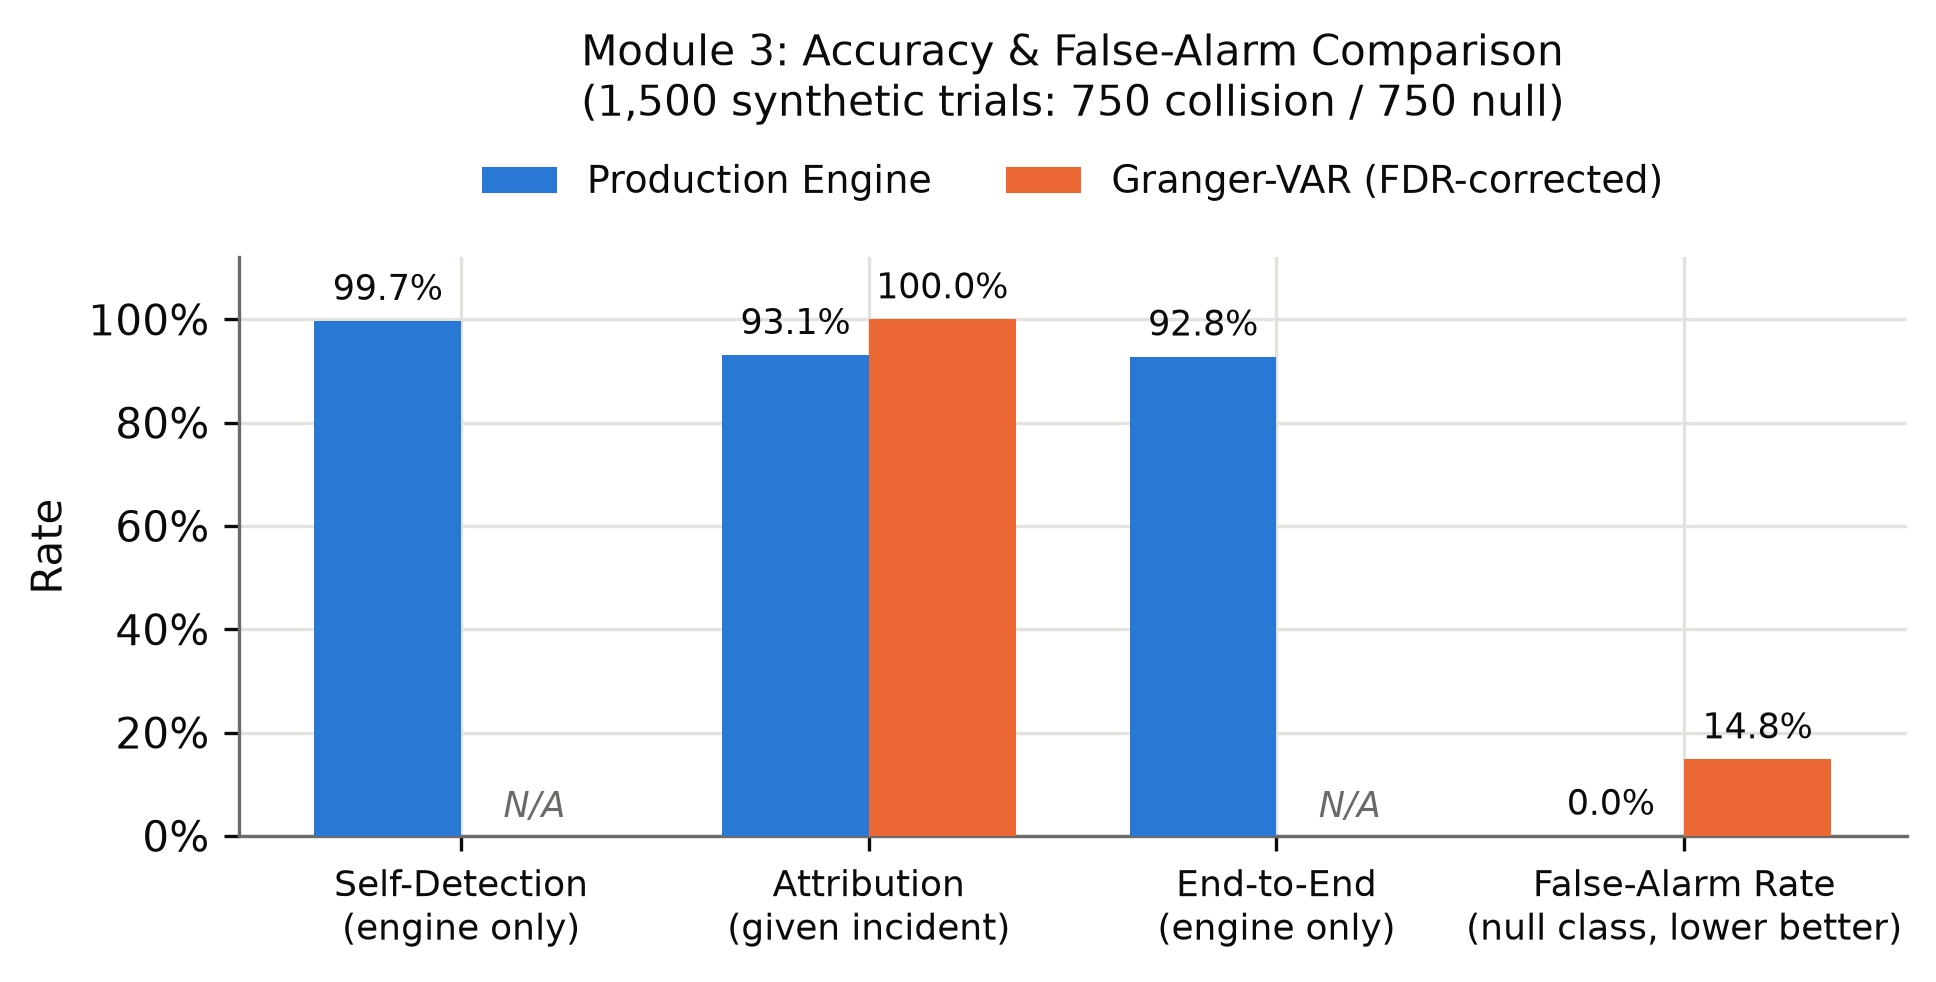 Module 3: Accuracy & False-Alarm Comparison
(1,500 synthetic trials: 750 collision / 750 null)
Production Engine
Granger-VAR (FDR-corrected)
Rate
100%
80%
60%
40%
20%
0%
99.7%
N/A
93.1%
100.0%
92.8%
N/A
0.0%
14.8%
Self-Detection
(engine only)
Attribution
(given incident)
End-to-End
(engine only)
False-Alarm Rate
(null class, lower better)